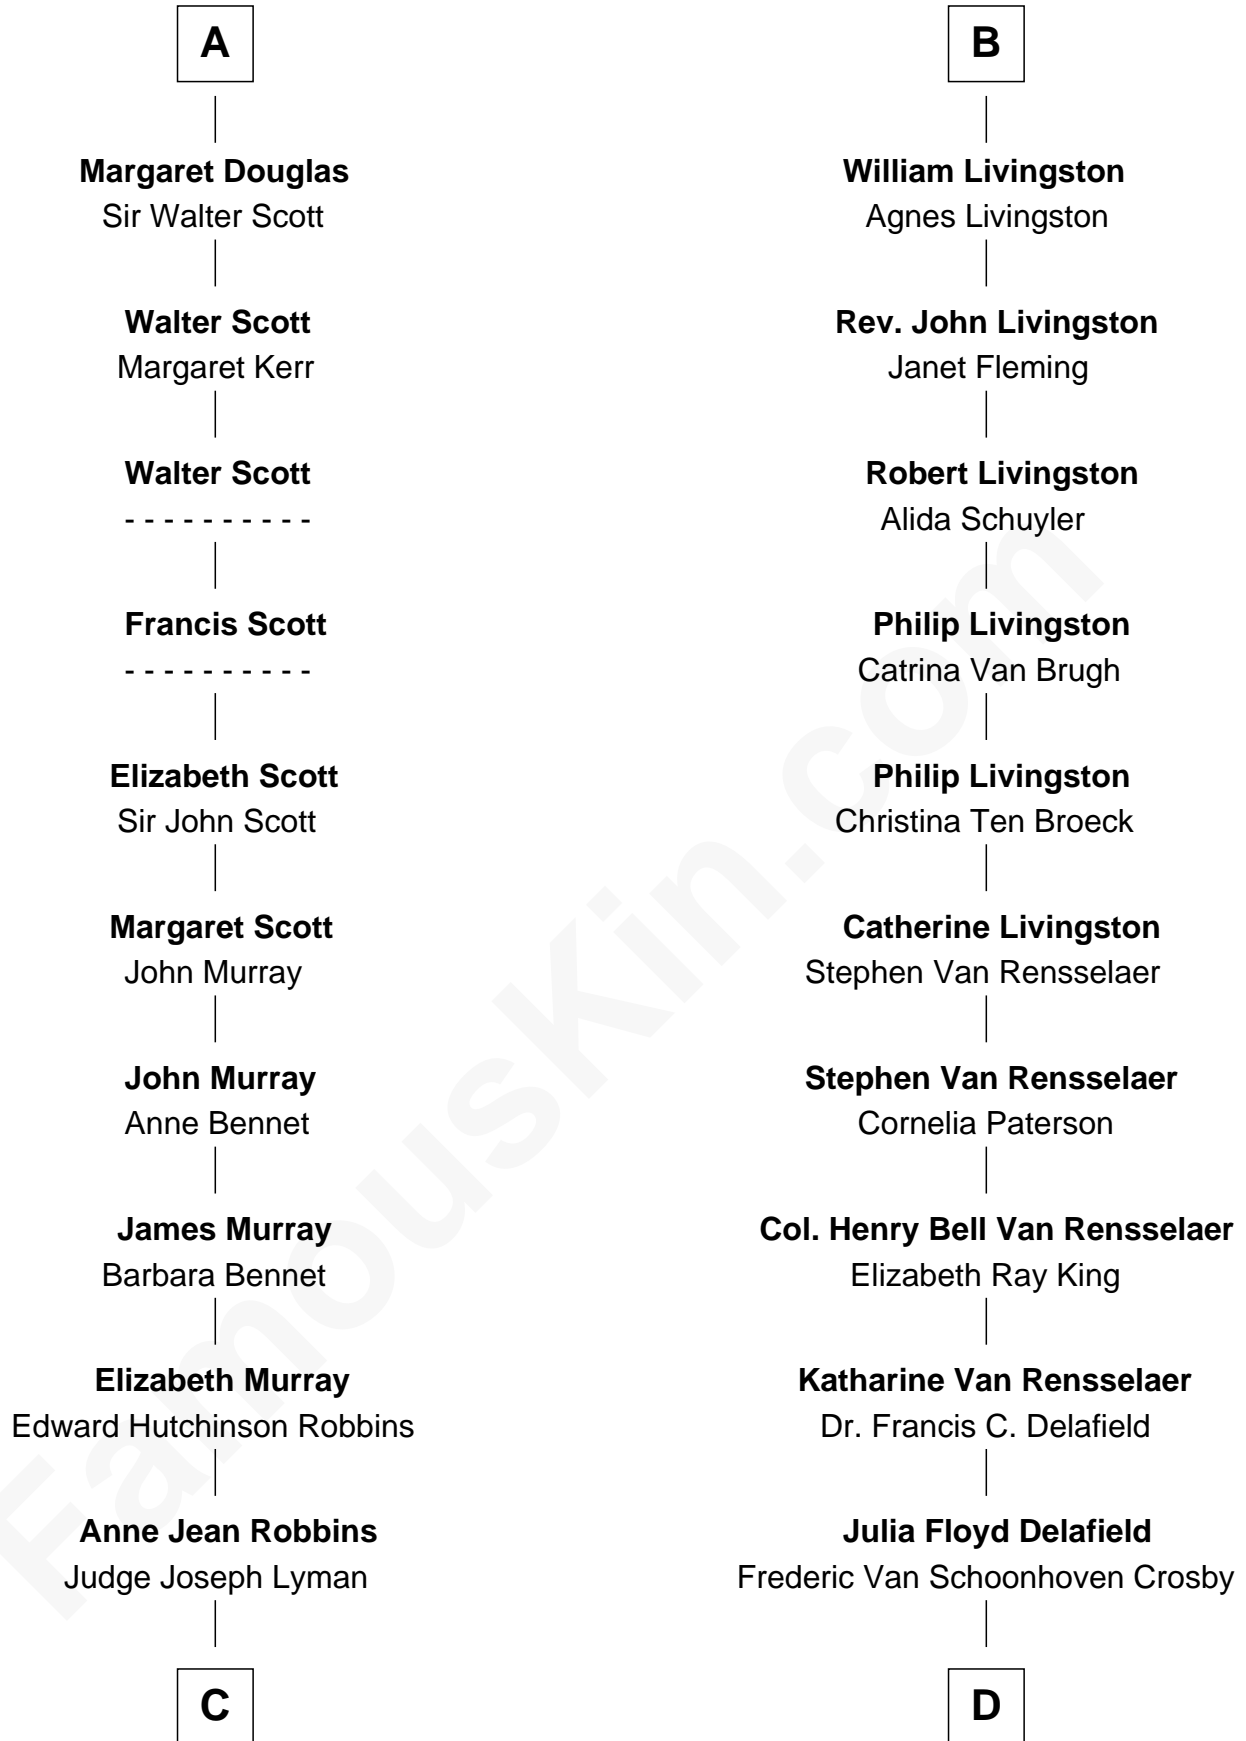 A
Margaret Douglas
Sir Walter Scott
Walter Scott
Margaret Kerr
Walter Scott
- - - - - - - - - -
Francis Scott
- - - - - - - - - -
Elizabeth Scott
Sir John Scott
Margaret Scott
John Murray
John Murray
Anne Bennet
James Murray
Barbara Bennet
Elizabeth Murray
Edward Hutchinson Robbins
Anne Jean Robbins
Judge Joseph Lyman
C
B
William Livingston
Agnes Livingston
Rev. John Livingston
Janet Fleming
Robert Livingston
Alida Schuyler
Philip Livingston
Catrina Van Brugh
Philip Livingston
Christina Ten Broeck
Catherine Livingston
Stephen Van Rensselaer
Stephen Van Rensselaer
Cornelia Paterson
Col. Henry Bell Van Rensselaer
Elizabeth Ray King
Katharine Van Rensselaer
Dr. Francis C. Delafield
Julia Floyd Delafield
Frederic Van Schoonhoven Crosby
D
FamousKin.com